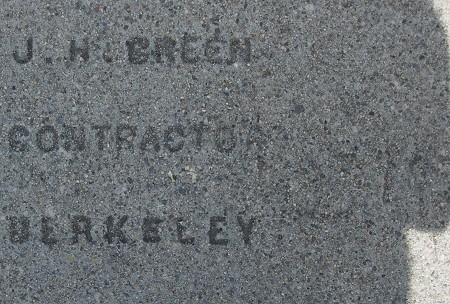 J. H. BREEN
CONTRACTOR
BERKELEY